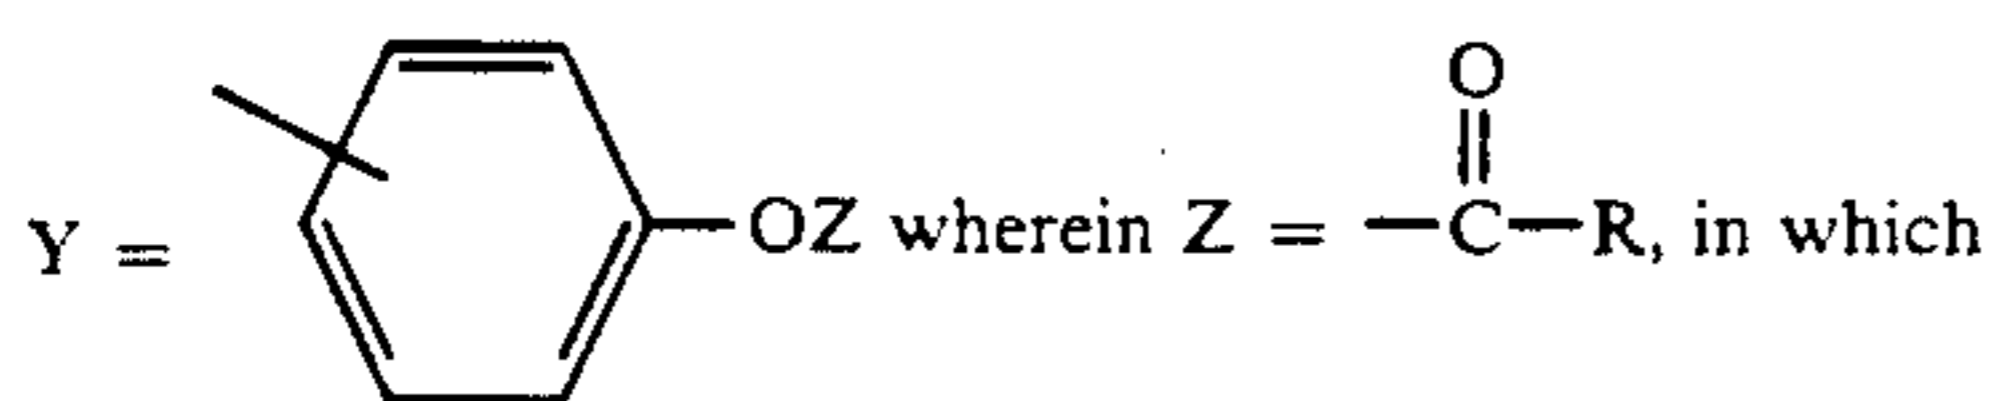 O
Y = OZ wherein Z = C R, in which